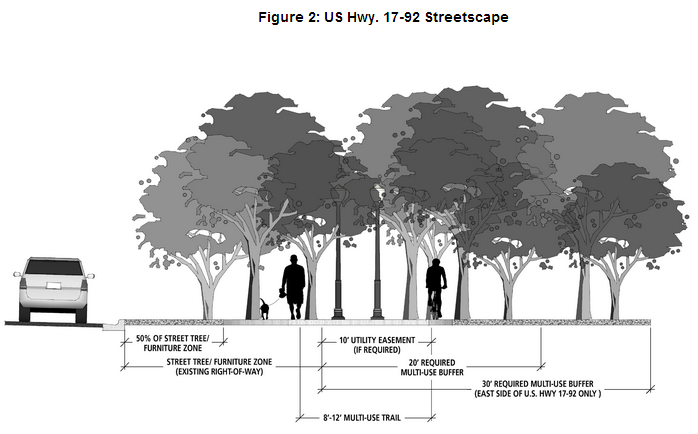 Figure 2: US Hwy. 17-92 Streetscape
50% OF STREET TREE/
FURNITURE ZONE
10' UTILITY EASEMENT
(IF REQUIRED)
STREET TREE/ FURNITURE ZONE
(EXISTING RIGHT-OF-WAY)
20' REQUIRED
MULTI-USE BUFFER
30' REQUIRED MULTI-USE BUFFER
(EAST SIDE OF U.S. HWY 17-92 ONLY )
8'-12' MULTI-USE TRAIL